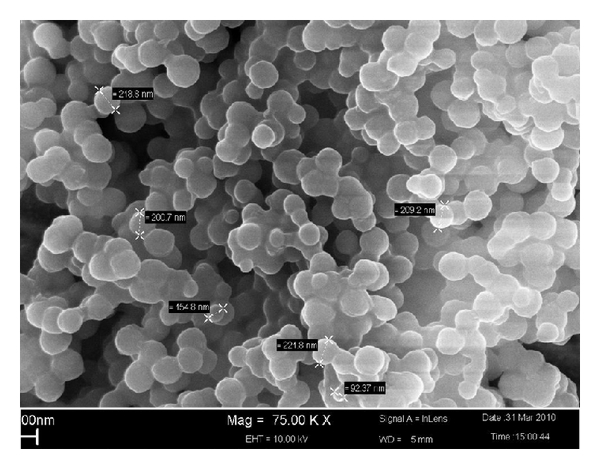 = 218.8 nm
= 200.7 nm
= 209.2 nm
= 154.8 nm
= 221.8 nm
= 92.37 nm
00nm
Mag = 75.00 K X
EHT = 10.00 kV
Signal A = InLens
WD = 5 mm
Date :31 Mar 2010
Time :15:00:44